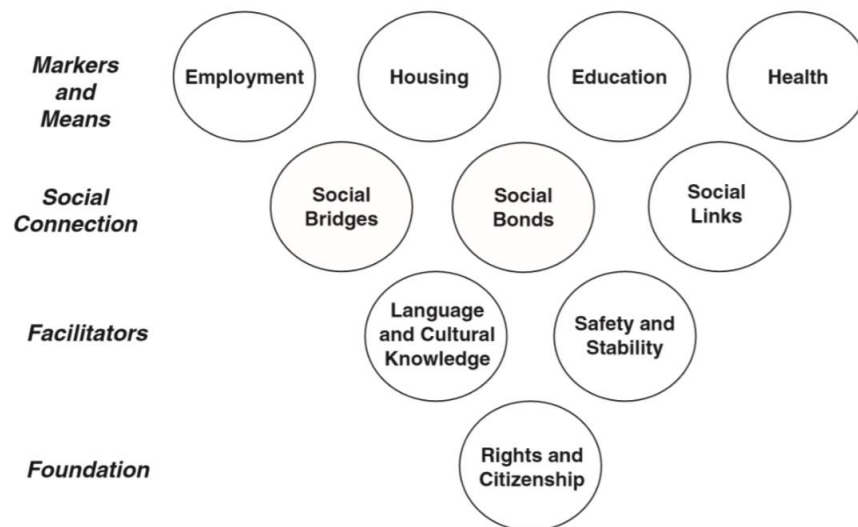 Markers
and
Means
Employment
Housing
Education
Health
Social
Connection
Social
Bridges
Social
Bonds
Social
Links
Facilitators
Language
and Cultural
Knowledge
Safety and
Stability
Foundation
Rights and
Citizenship